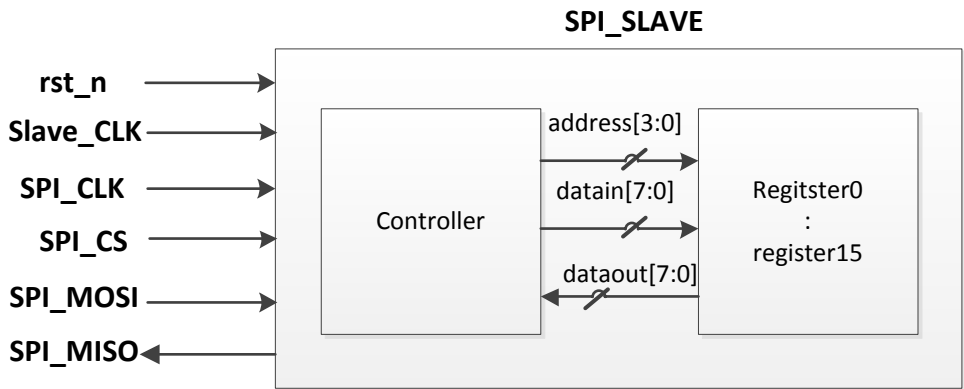 SPI_SLAVE
rst_n
Slave_CLK
SPI_CLK
SPI_CS
SPI_MOSI
SPI_MISO
Controller
address[3:0]
datain[7:0]
dataout[7:0]
Regitster0
:
register15